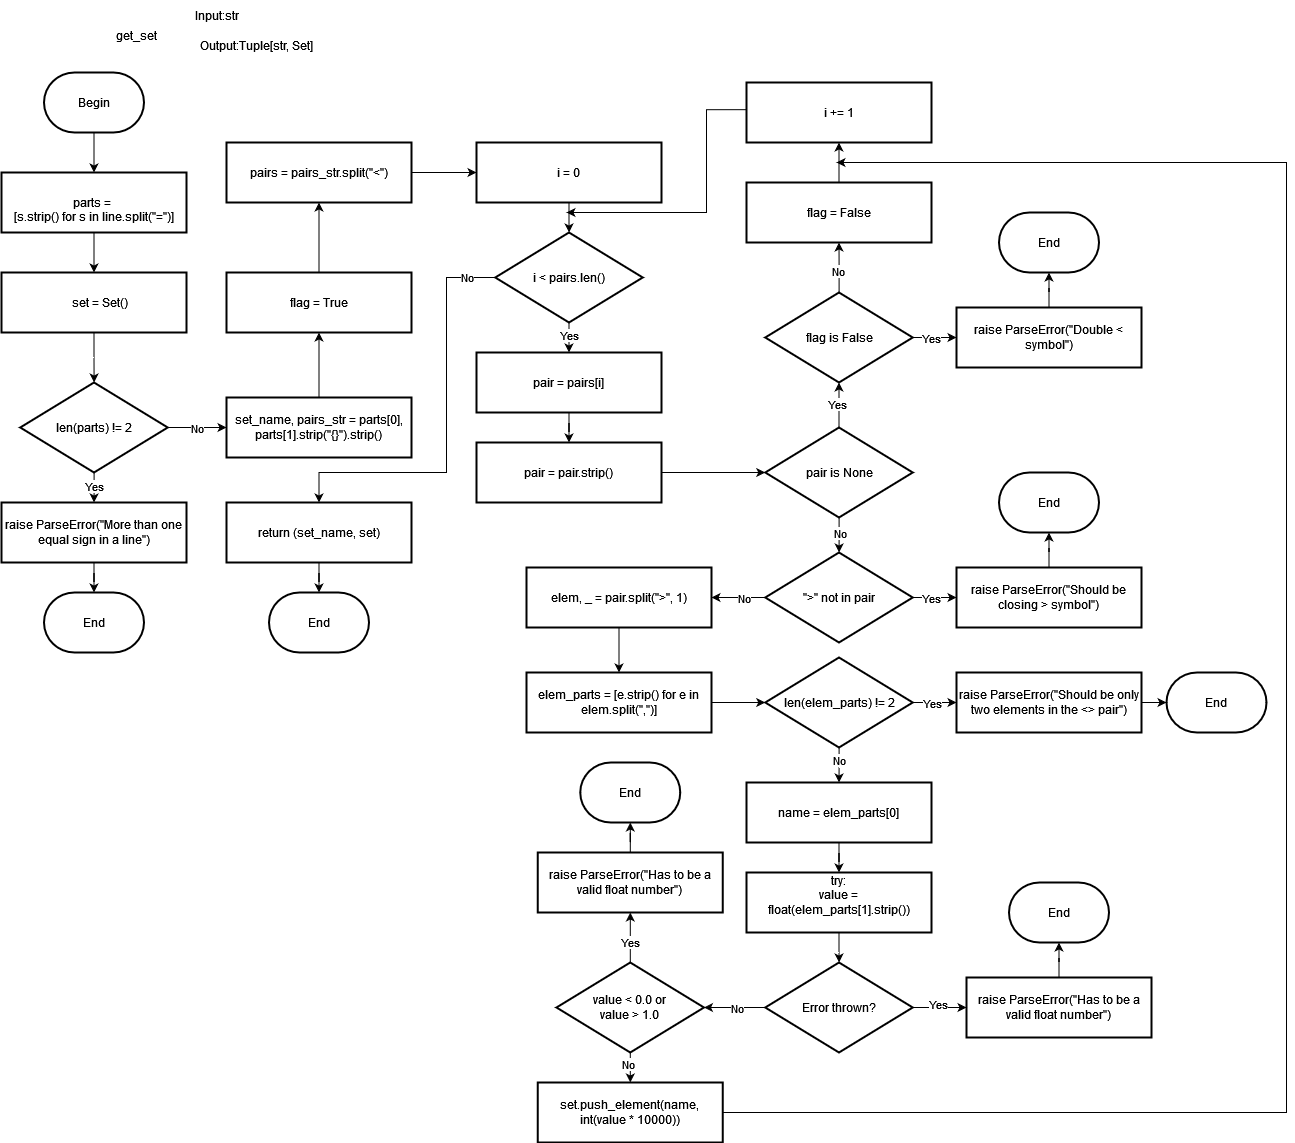 Input:str
get_set
Output:Tuple[str, Set]
Begin
parts =
[s.strip() for s in line.split("=")]
set = Set()
len(parts) != 2
No
Yes
raise ParseError("More than one
equal sign in a line")
End
set_name, pairs_str = parts[0],
parts[1].strip("{}").strip()
flag = True
pairs = pairs_str.split("<")
i = 0
i < pairs.len()
No
return (set_name, set)
End
Yes
pair = pairs[i]
pair = pair.strip()
pair is None
Yes
flag is False
No
flag = False
i += 1
Yes
raise ParseError("Double <
symbol")
End
No
">" not in pair
Yes
raise ParseError("Should be
closing > symbol")
End
No
elem, _ = pair.split(">", 1)
elem_parts = [e.strip() for e in
elem.split(",")]
len(elem_parts) != 2
Yes
raise ParseError("Should be only
two elements in the <> pair")
End
No
name = elem_parts[0]
try:
value =
float(elem_parts[1].strip())
Error thrown?
Yes
raise ParseError("Has to be a
valid float number")
End
No
value < 0.0 or
value > 1.0
Yes
raise ParseError("Has to be a
valid float number")
End
No
set.push_element(name,
int(value * 10000))